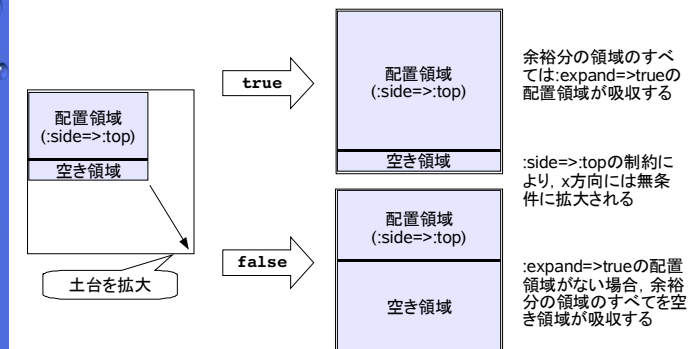 配置領域
(:side=>:top)
空き領域
土台を拡大
true
false
配置領域
(:side=>:top)
空き領域
配置領域
(:side=>:top)
空き領域
余裕分の領域のすべ
ては:expand=>trueの
配置領域が吸収する
:side=>:topの制約に
より, x方向には無条
件に拡大される
:expand=>trueの配置
領域がない場合, 余裕
分の領域のすべてを空
き領域が吸収する